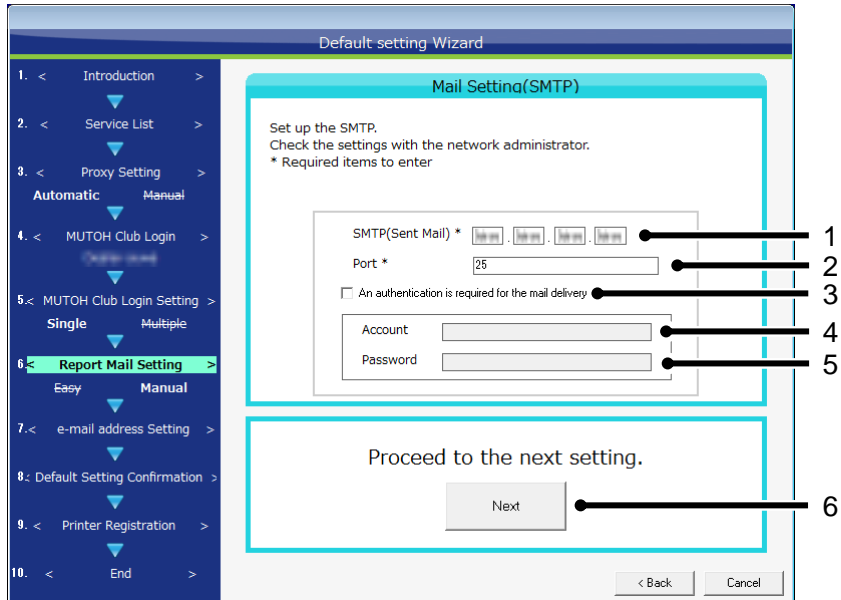 Default setting Wizard
1. < Introduction >
2. < Service List >
3. < Proxy Setting >
Automatic Manual
4. < MUTOH Club Login >
5.< MUTOH Club Login Setting >
Single Multiple
6.< Report Mail Setting >
Easy Manual
7.< e-mail address Setting >
8.< Default Setting Confirmation >
9. < Printer Registration >
10. < End >
Mail Setting(SMTP)
Set up the SMTP.
Check the settings with the network administrator.
* Required items to enter
SMTP(Sent Mail) * . . . 1
Port * 25 2
An authentication is required for the mail delivery 3
Account 4
Password 5
Proceed to the next setting.
Next 6
< Back Cancel